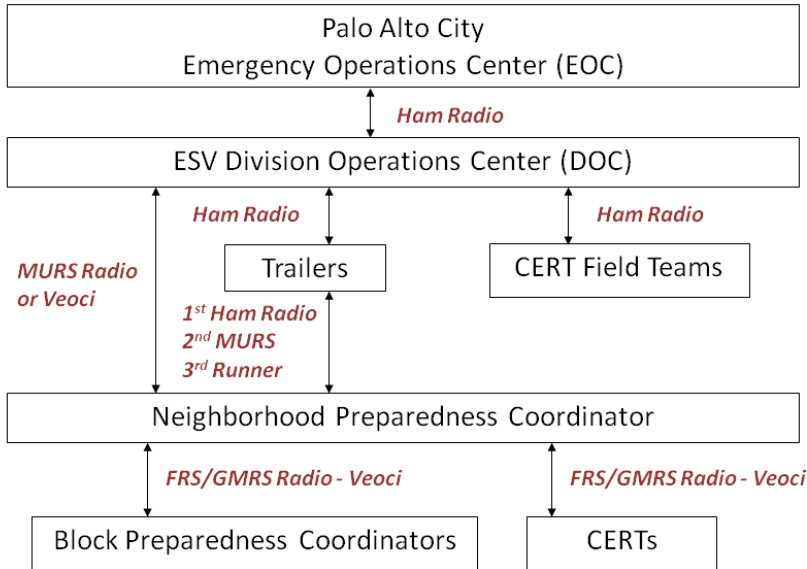 Palo Alto City
Emergency Operations Center (EOC)
Ham Radio
ESV Division Operations Center (DOC)
Ham Radio
Ham Radio
MURS Radio
or Veoci
Trailers
CERT Field Teams
1st Ham Radio
2nd MURS
3rd Runner
Neighborhood Preparedness Coordinator
FRS/GMRS Radio - Veoci
FRS/GMRS Radio - Veoci
Block Preparedness Coordinators
CERTs